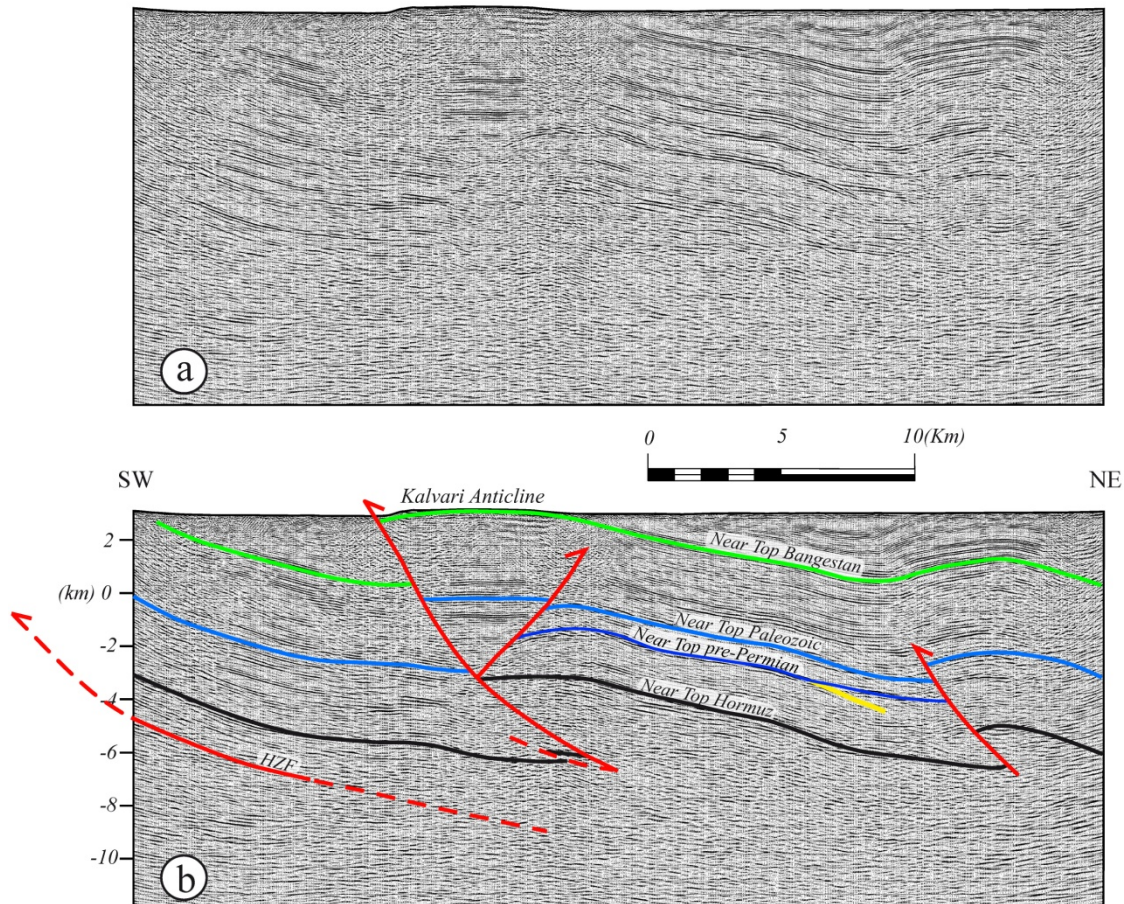 a
0 5 10(Km)
SW
NE
Kalvari Anticline
Near Top Bangestan
2
(km) 0
Near Top Paleozoic
-2
Near Top pre-Permian
-4
Near Top Hormuz
-6
HZF
-8
-10
b